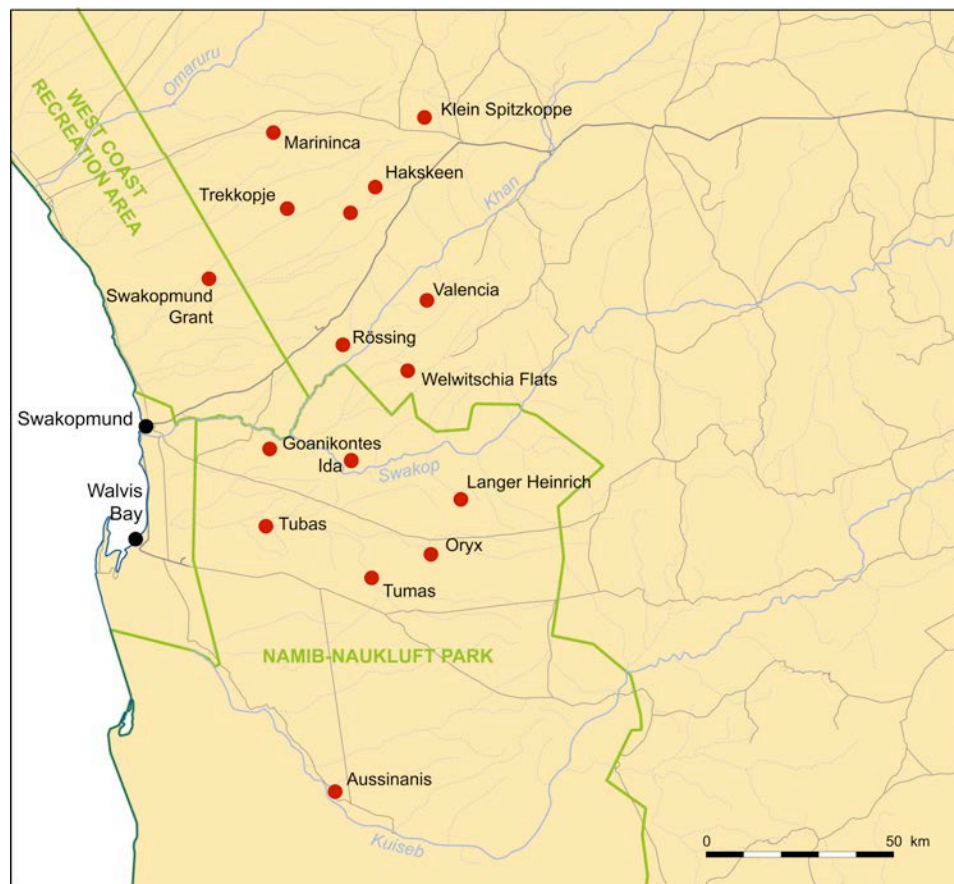 Omaruru
WEST COAST
RECREATION AREA
Klein Spitzkoppe
Marininca
Hakskeen
Trekkopje
Khan
Swakopmund
Grant
Valencia
Rössing
Welwitschia Flats
Swakopmund
Goanikontes
Ida
Swakop
Langer Heinrich
Walvis
Bay
Tubas
Oryx
Tumas
NAMIB-NAUKLUFT PARK
Aussinanis
Kuiseb
0 50 km